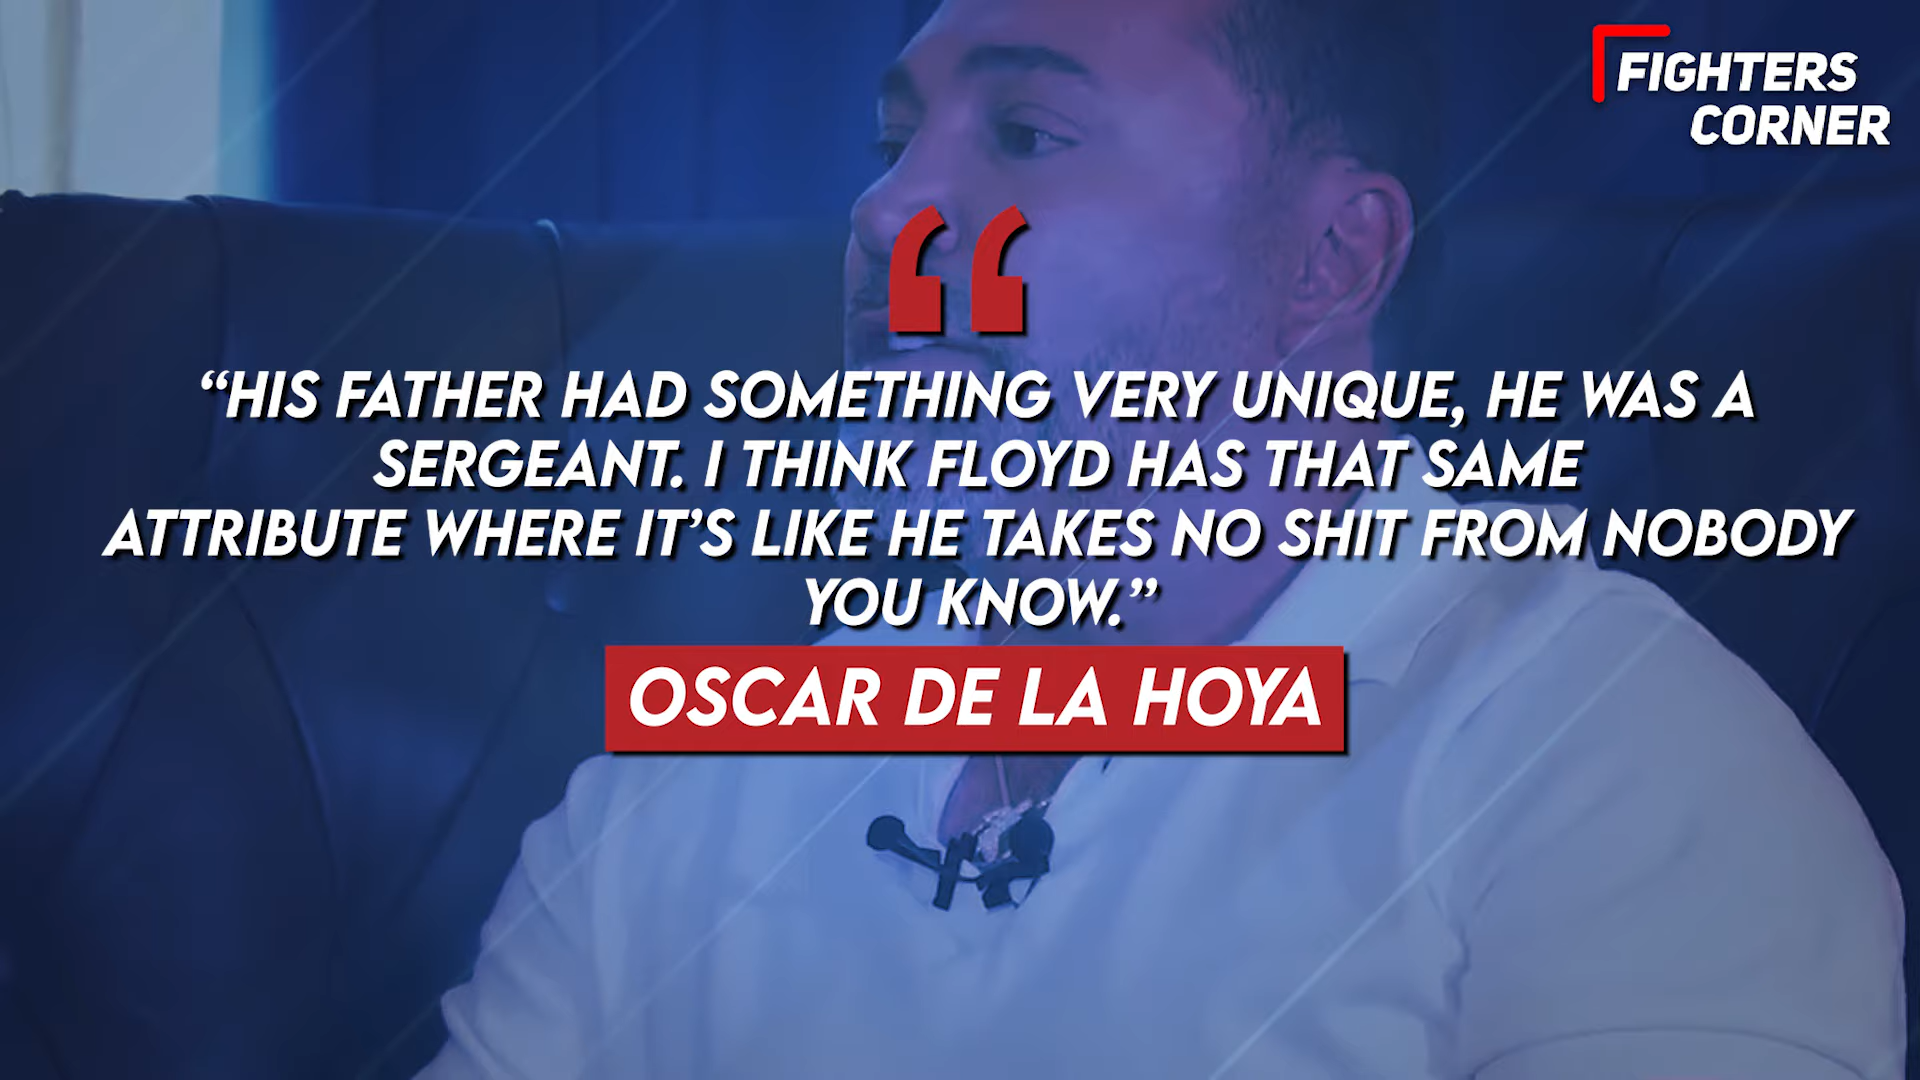 FIGHTERS
CORNER
“
“HIS FATHER HAD SOMETHING VERY UNIQUE, HE WAS A
SERGEANT. I THINK FLOYD HAS THAT SAME
ATTRIBUTE WHERE IT’S LIKE HE TAKES NO SHIT FROM NOBODY
YOU KNOW.”
OSCAR DE LA HOYA